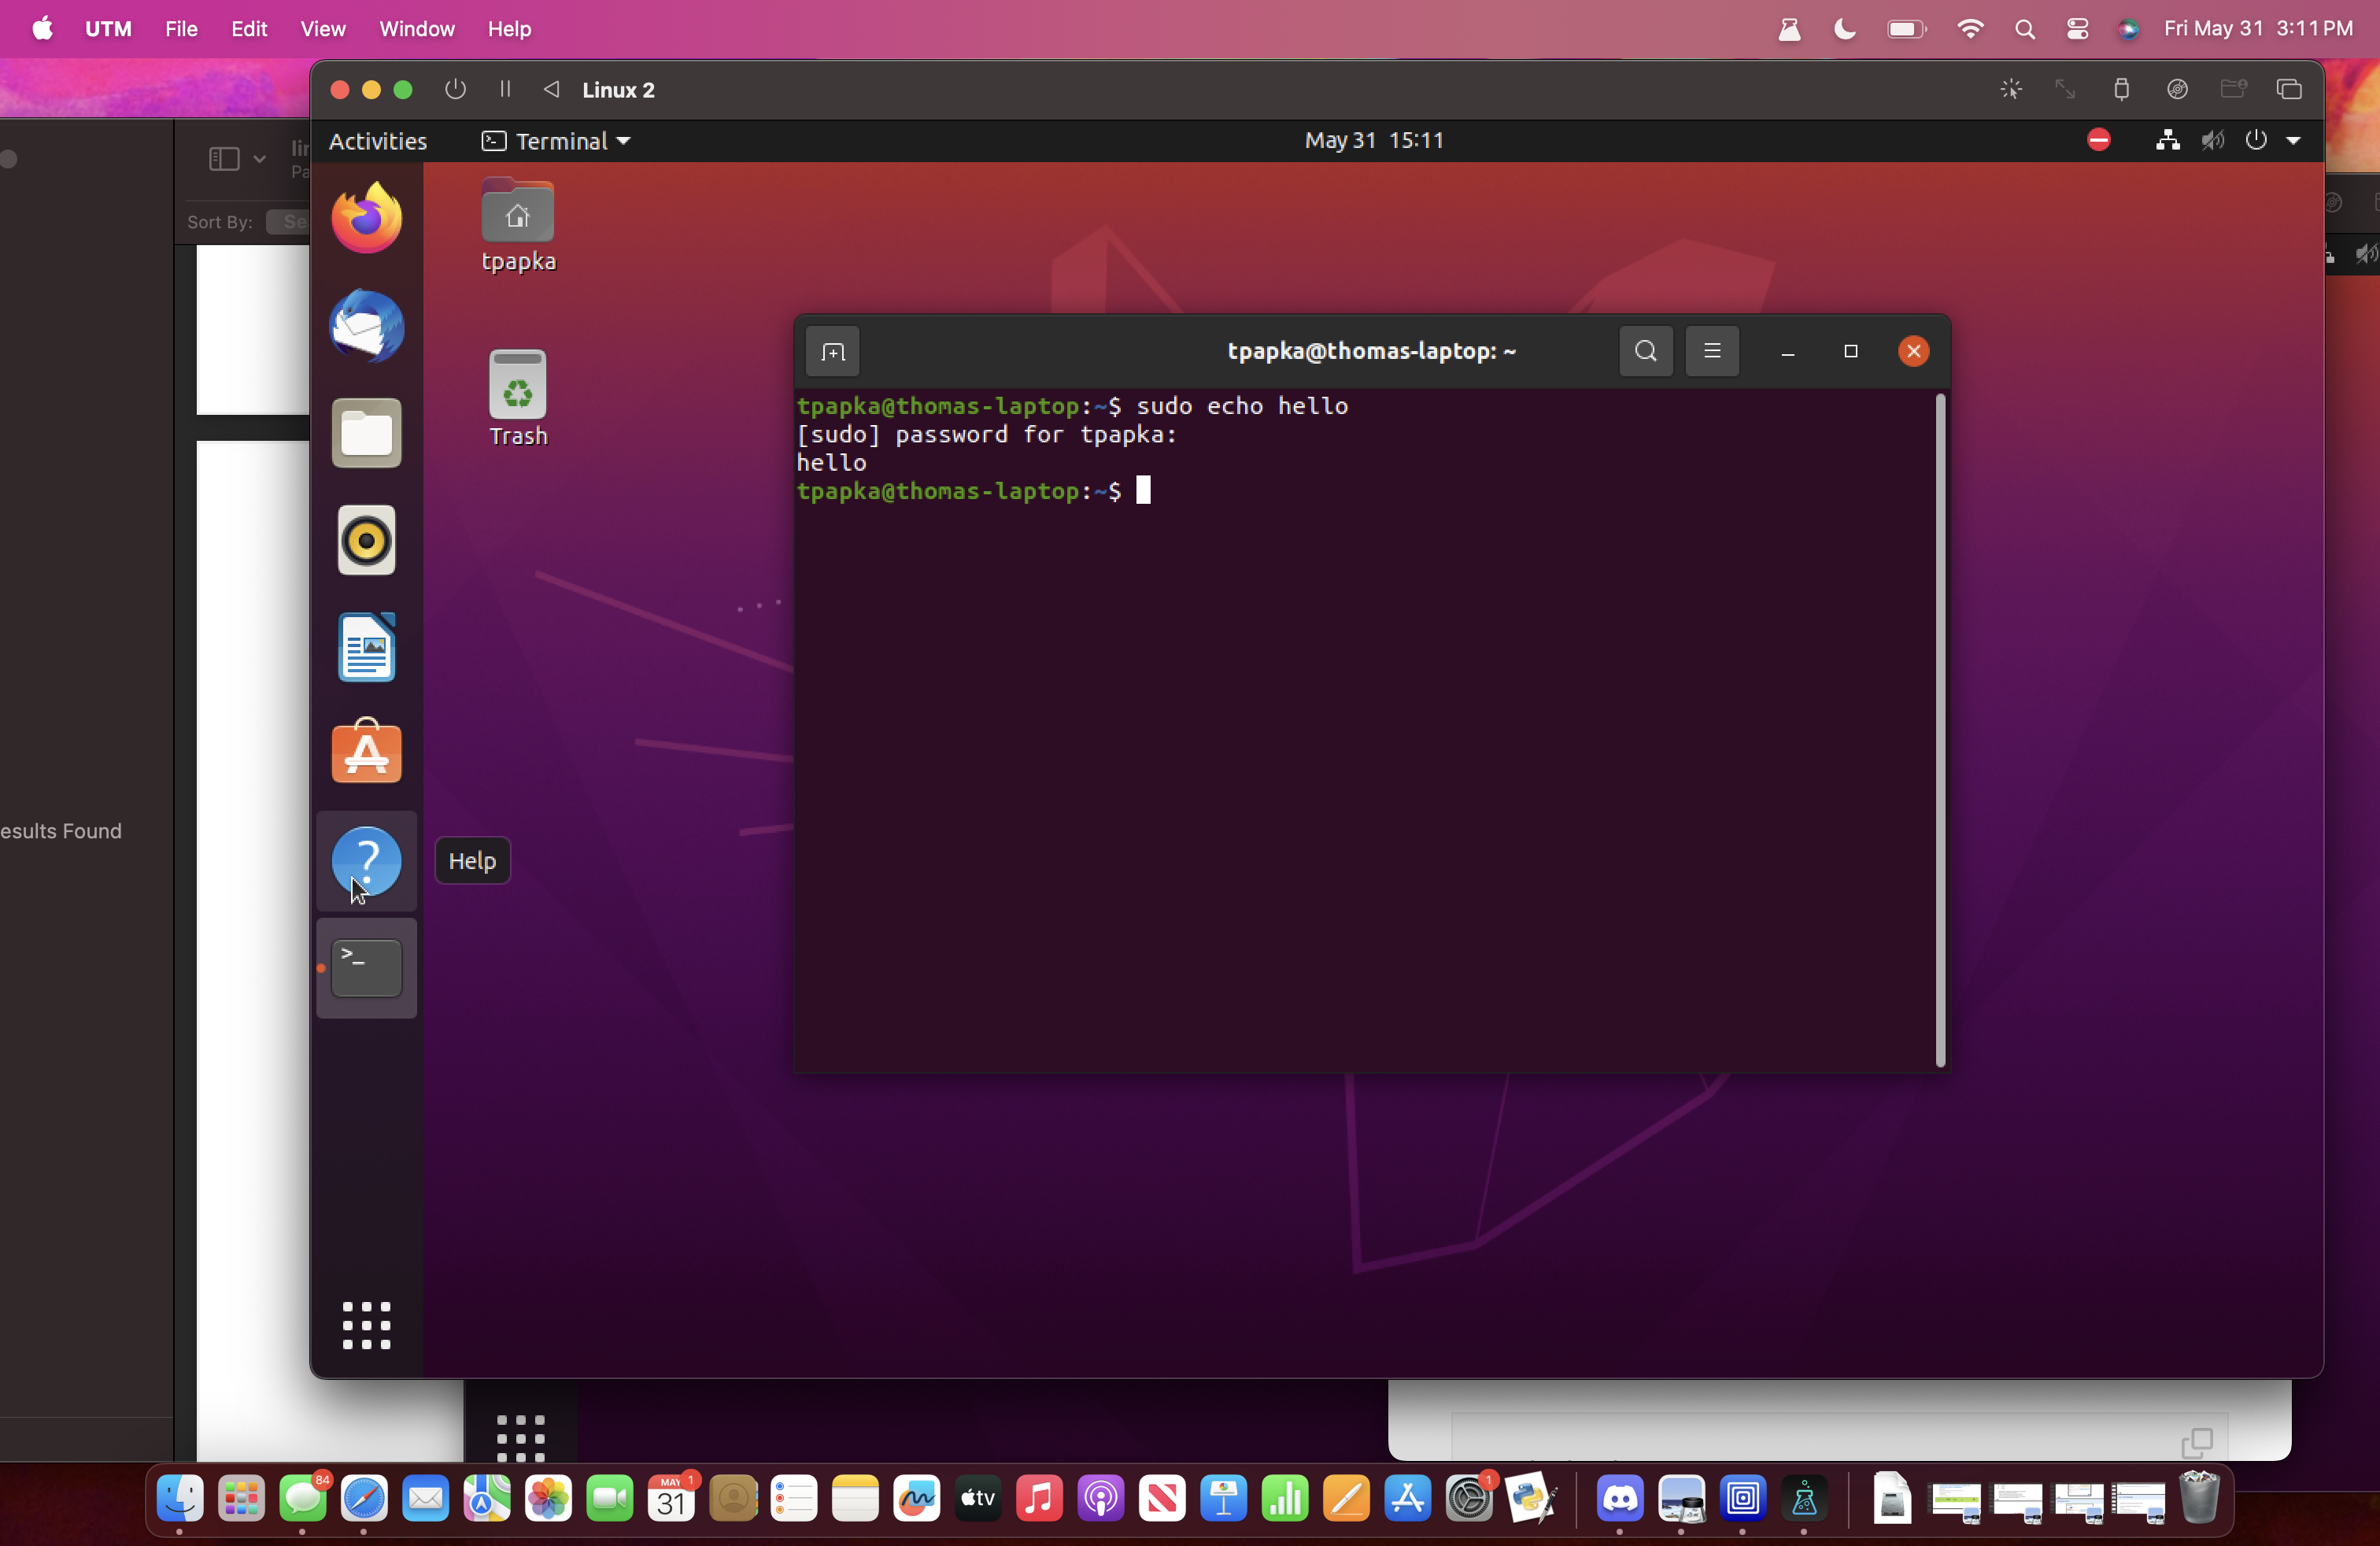 UTM File Edit View Window Help
Fri May 31 3:11 PM
Linux 2
Activities
Terminal
May 31 15:11
Sort By:
Se
tpapka
Trash
tpapka@thomas-laptop: ~
tpapka@thomas-laptop:~$ sudo echo hello
[sudo] password for tpapka:
hello
tpapka@thomas-laptop:~$
esults Found
Help
84
MAY
31
1
tv
1